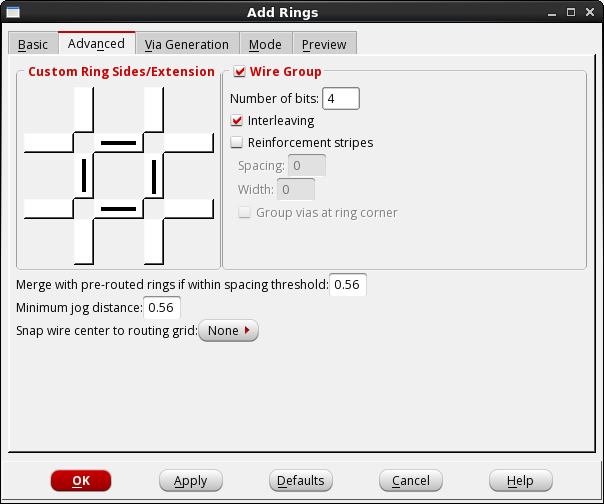 Add Rings
Basic Advanced Via Generation Mode Preview
Custom Ring Sides/Extension
Wire Group
Number of bits: 4
Interleaving
Reinforcement stripes
Spacing: 0
Width: 0
Group vias at ring corner
Merge with pre-routed rings if within spacing threshold: 0.56
Minimum jog distance: 0.56
Snap wire center to routing grid: None
OK Apply Defaults Cancel Help